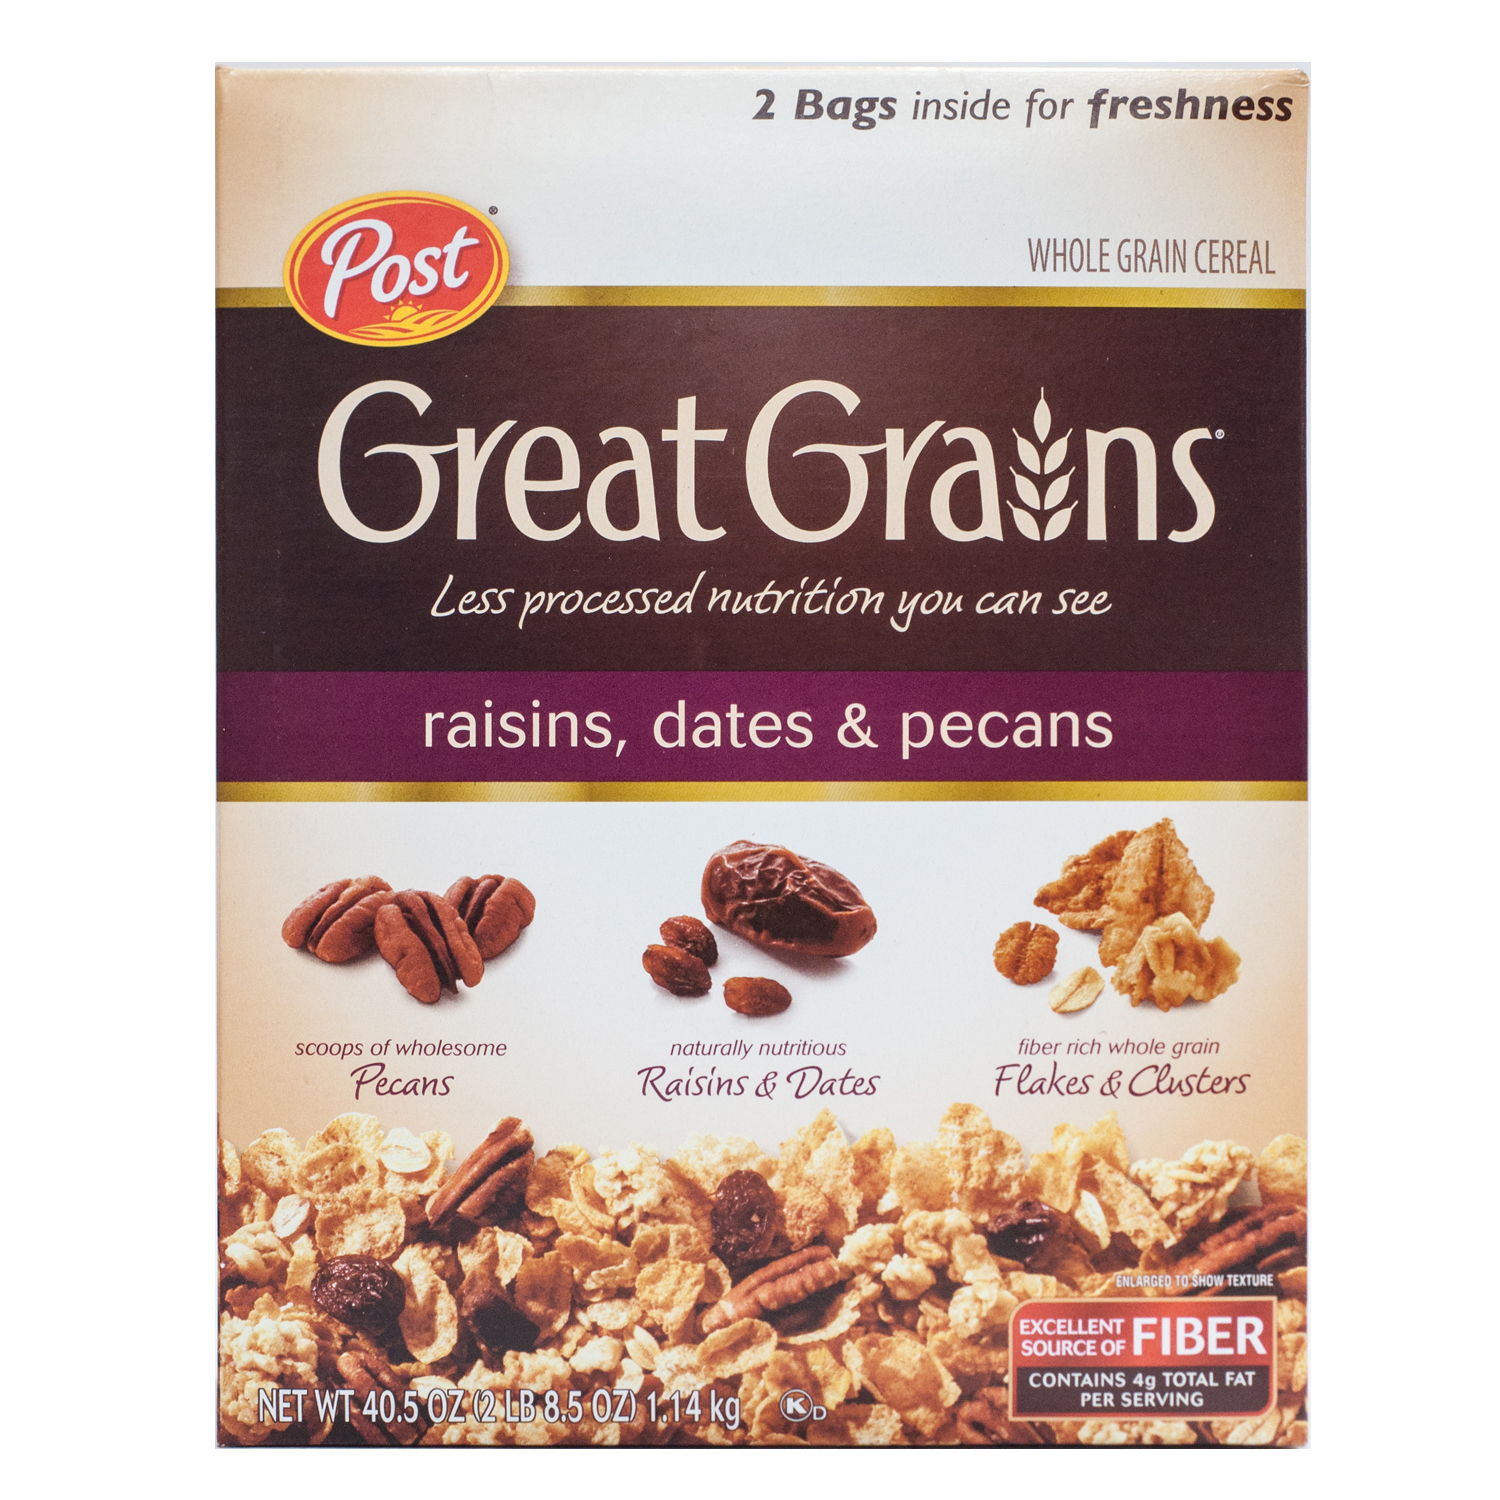 2 Bags inside for freshness
Post®
WHOLE GRAIN CEREAL
Great Grains®
Less processed nutrition you can see
raisins, dates & pecans
scoops of wholesome
Pecans
naturally nutritious
Raisins & Dates
fiber rich whole grain
Flakes & Clusters
ENLARGED TO SHOW TEXTURE
EXCELLENT
SOURCE OF FIBER
CONTAINS 4g TOTAL FAT
PER SERVING
NET WT 40.5 OZ (2 LB 8.5 OZ) 1.14 kg
K D